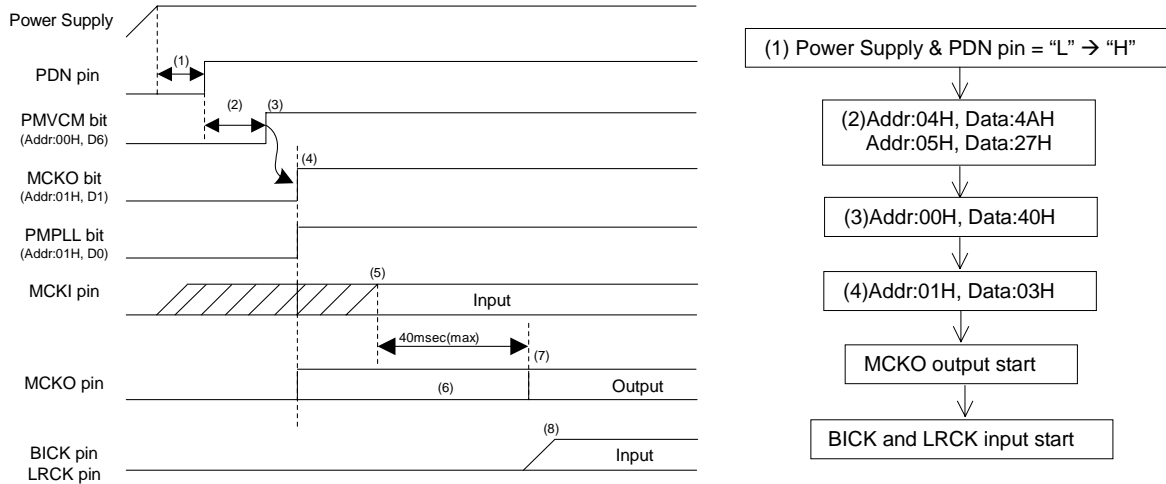 Power Supply
(1)
PDN pin
(2)
(3)
PMVCM bit
(Addr:00H, D6)
(4)
MCKO bit
(Addr:01H, D1)
PMPLL bit
(Addr:01H, D0)
(5)
MCKI pin
Input
40msec(max)
(7)
MCKO pin
(6)
Output
(8)
BICK pin
LRCK pin
Input
(1) Power Supply & PDN pin = “L” → “H”
(2)Addr:04H, Data:4AH
Addr:05H, Data:27H
(3)Addr:00H, Data:40H
(4)Addr:01H, Data:03H
MCKO output start
BICK and LRCK input start